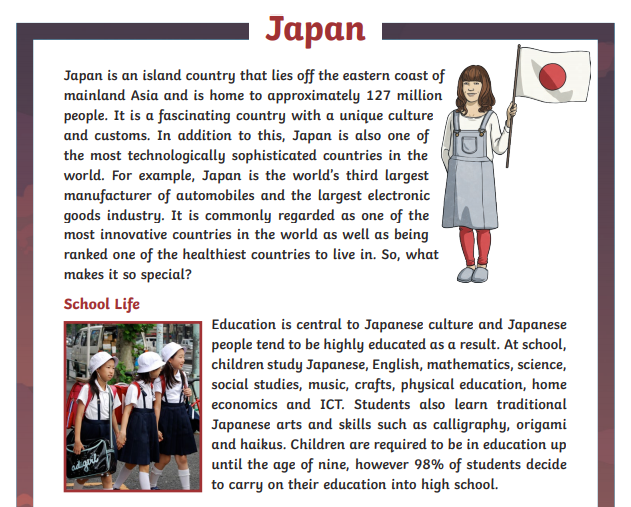 Japan
Japan is an island country that lies off the eastern coast of
mainland Asia and is home to approximately 127 million
people. It is a fascinating country with a unique culture
and customs. In addition to this, Japan is also one of
the most technologically sophisticated countries in the
world. For example, Japan is the world's third largest
manufacturer of automobiles and the largest electronic
goods industry. It is commonly regarded as one of the
most innovative countries in the world as well as being
ranked one of the healthiest countries to live in. So, what
makes it so special?
School Life
Education is central to Japanese culture and Japanese
people tend to be highly educated as a result. At school,
children study Japanese, English, mathematics, science,
social studies, music, crafts, physical education, home
economics and ICT. Students also learn traditional
Japanese arts and skills such as calligraphy, origami
and haikus. Children are required to be in education up
until the age of nine, however 98% of students decide
to carry on their education into high school.